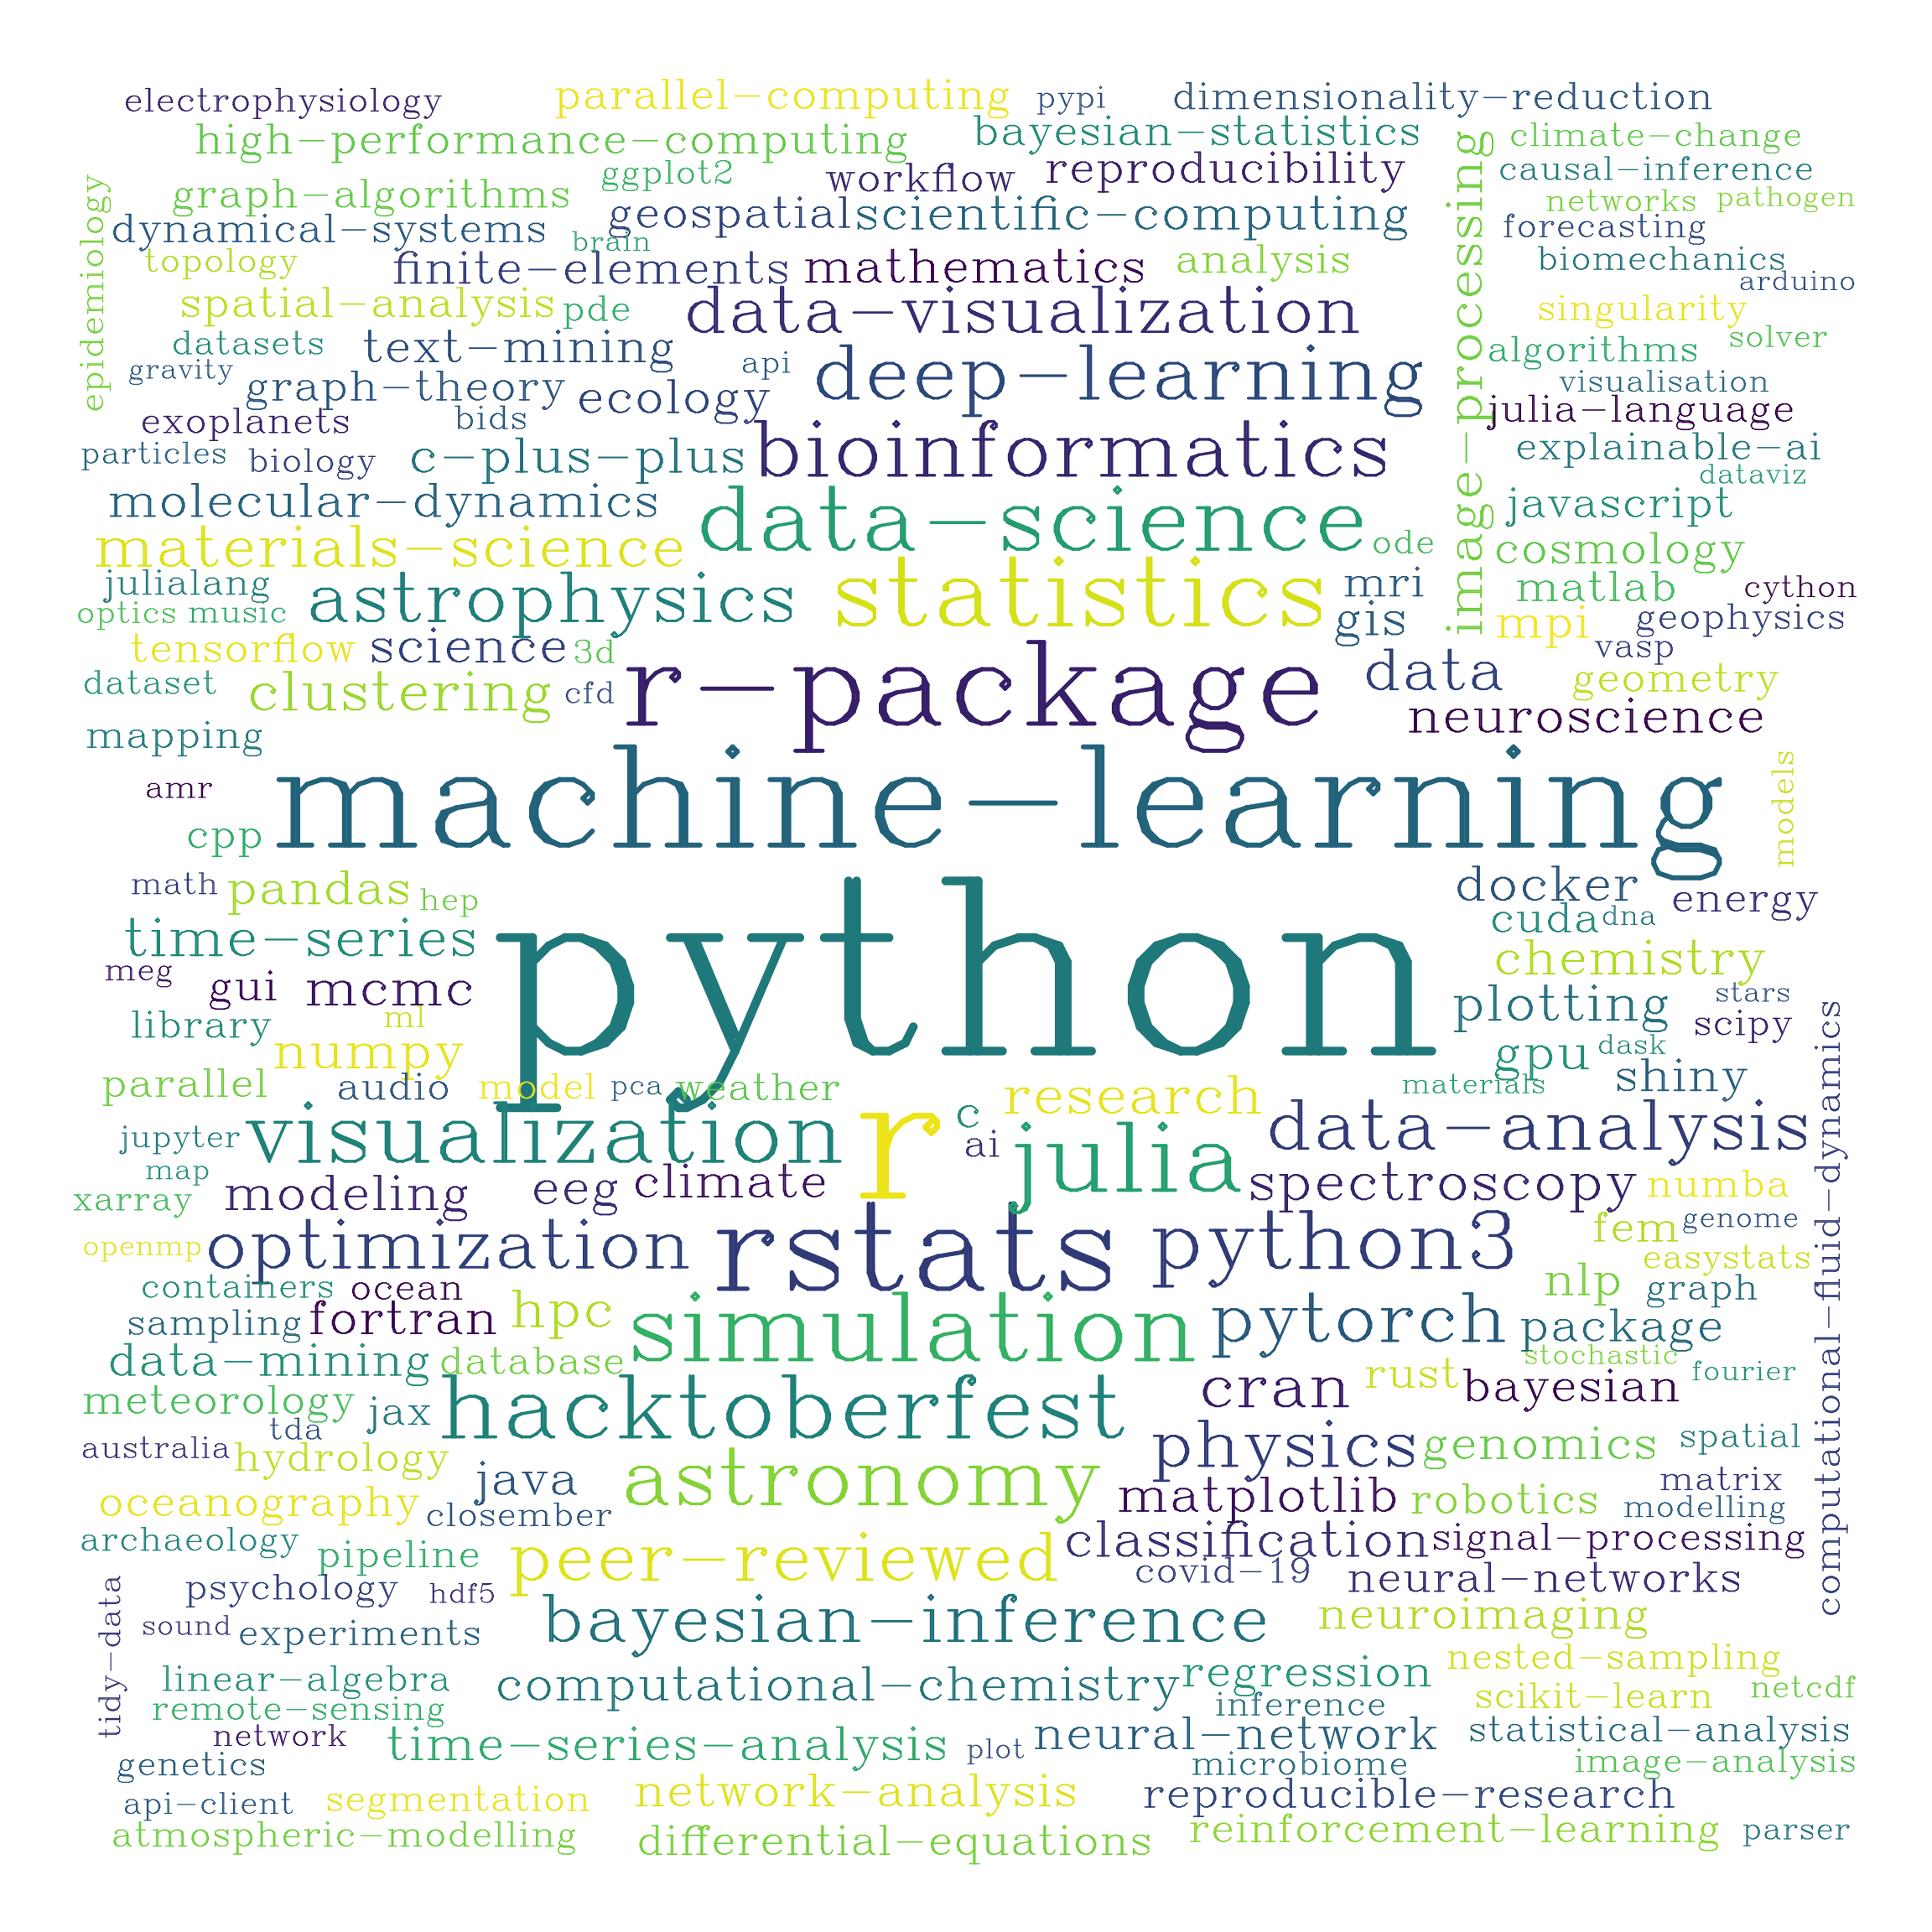 electrophysiology parallel-computing pypi dimensionality-reduction
high-performance-computing bayesian-statistics climate-change
graph-algorithms ggplot2 workflow reproducibility causal-inference
epidemiology
image-processing
dynamical-systems geospatial scientific-computing networks pathogen
brain forecasting
topology finite-elements mathematics analysis biomechanics
arduino
spatial-analysis pde data-visualization singularity
datasets text-mining algorithms solver
gravity graph-theory ecology api deep-learning visualisation
exoplanets bids julia-language
particles biology c-plus-plus bioinformatics explainable-ai
dataviz
molecular-dynamics data-science javascript
materials-science ode cosmology
julialang astrophysics statistics mri matlab cython
optics music gis mpi geophysics
tensorflow science 3d vasp
dataset clustering cfd r-package data geometry
mapping neuroscience
amr machine-learning models
cpp
math pandas hep docker energy
time-series python cuda dna
chemistry
meg gui mcmc plotting stars
library ml scipy
computational-fluid-dynamics
numpy gpu dask
parallel audio model pca weather research materials shiny
jupyter visualization r c julia data-analysis
map ai
xarray modeling eeg climate spectroscopy numba
openmp optimization rstats python3 fem genome
easystats
containers ocean nlp graph
sampling fortran hpc simulation pytorch package
data-mining database stochastic
meteorology jax hacktoberfest cran rust bayesian fourier
tda
australia hydrology physics genomics spatial
java astronomy matrix
oceanography closember matplotlib robotics modelling
archaeology pipeline peer-reviewed classification signal-processing
covid-19
psychology hdf5 neural-networks
tidy-data
sound experiments bayesian-inference neuroimaging
linear-algebra computational-chemistry regression nested-sampling
remote-sensing inference scikit-learn netcdf
network time-series-analysis plot neural-network statistical-analysis
genetics microbiome image-analysis
api-client segmentation network-analysis reproducible-research
atmospheric-modelling differential-equations reinforcement-learning parser